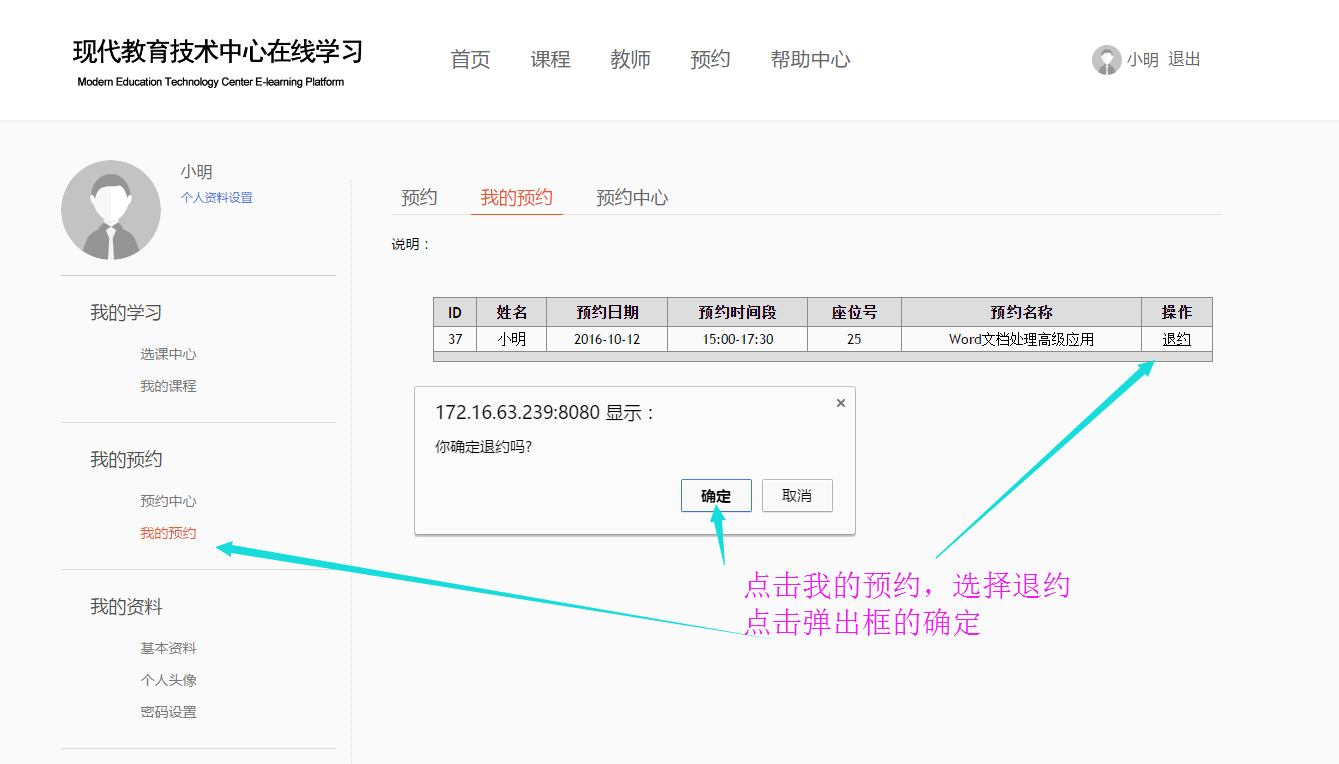 现代教育技术中心在线学习
Modern Education Technology Center E-learning Platform
首页 课程 教师 预约 帮助中心
小明 退出
小明
个人资料设置
我的学习
选课中心
我的课程
我的预约
预约中心
我的预约
我的资料
基本资料
个人头像
密码设置
预约 我的预约 预约中心
说明：
ID 姓名 预约日期 预约时间段 座位号 预约名称 操作
37 小明 2016-10-12 15:00-17:30 25 Word文档处理高级应用 退约
172.16.63.239:8080 显示：
×
你确定退约吗?
确定 取消
点击我的预约，选择退约
点击弹出框的确定